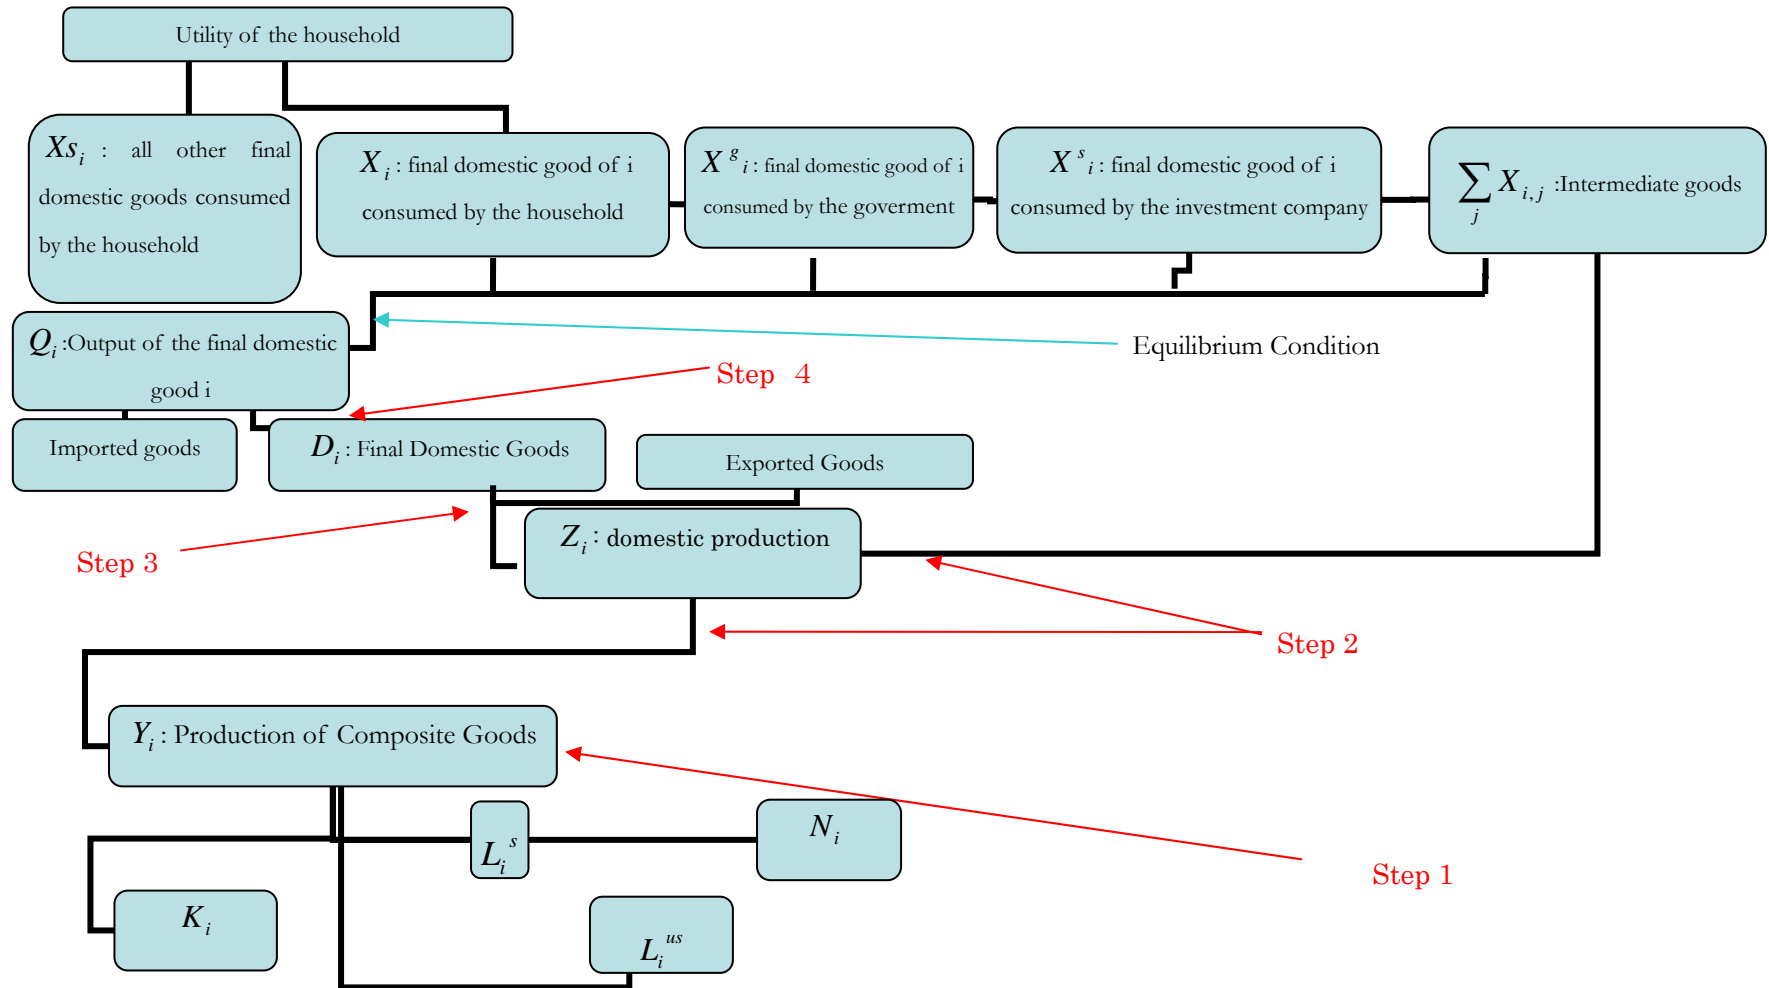 Utility of the household
Xs_i : all other final
domestic goods consumed
by the household
X_i : final domestic good of i
consumed by the household
X^g_i : final domestic good of i
consumed by the goverment
X^s_i : final domestic good of i
consumed by the investment company
∑_j X_{i,j} :Intermediate goods
Q_i :Output of the final domestic
good i
Equilibrium Condition
Step 4
Imported goods
D_i : Final Domestic Goods
Exported Goods
Z_i : domestic production
Step 3
Step 2
Y_i : Production of Composite Goods
L_i^s
N_i
Step 1
K_i
L_i^{us}